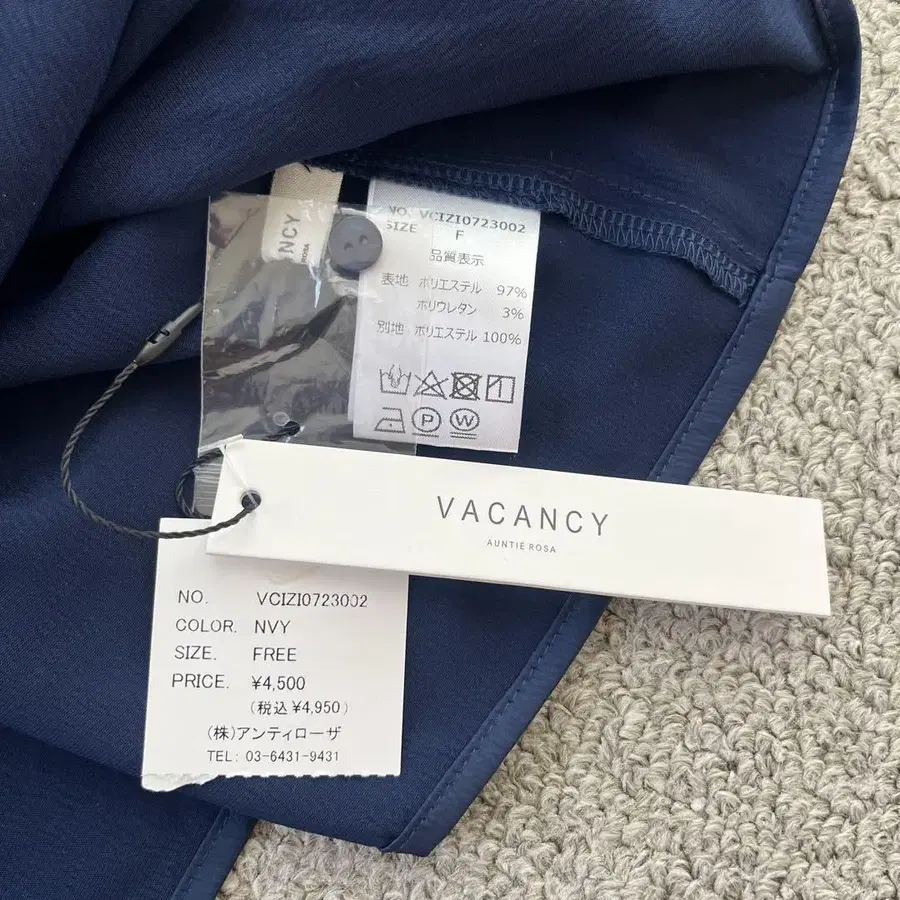 NCY
ROSA
NO. VCIZI0723002
SIZE F
品質表示
表地 ポリエステル 97%
ポリウレタン 3%
別地 ポリエステル 100%
P W
VACANCY
AUNTIE ROSA
NO. VCIZI0723002
COLOR. NVY
SIZE. FREE
PRICE. ¥4,500
(税込¥4,950)
(株)アンティローザ
TEL: 03-6431-9431